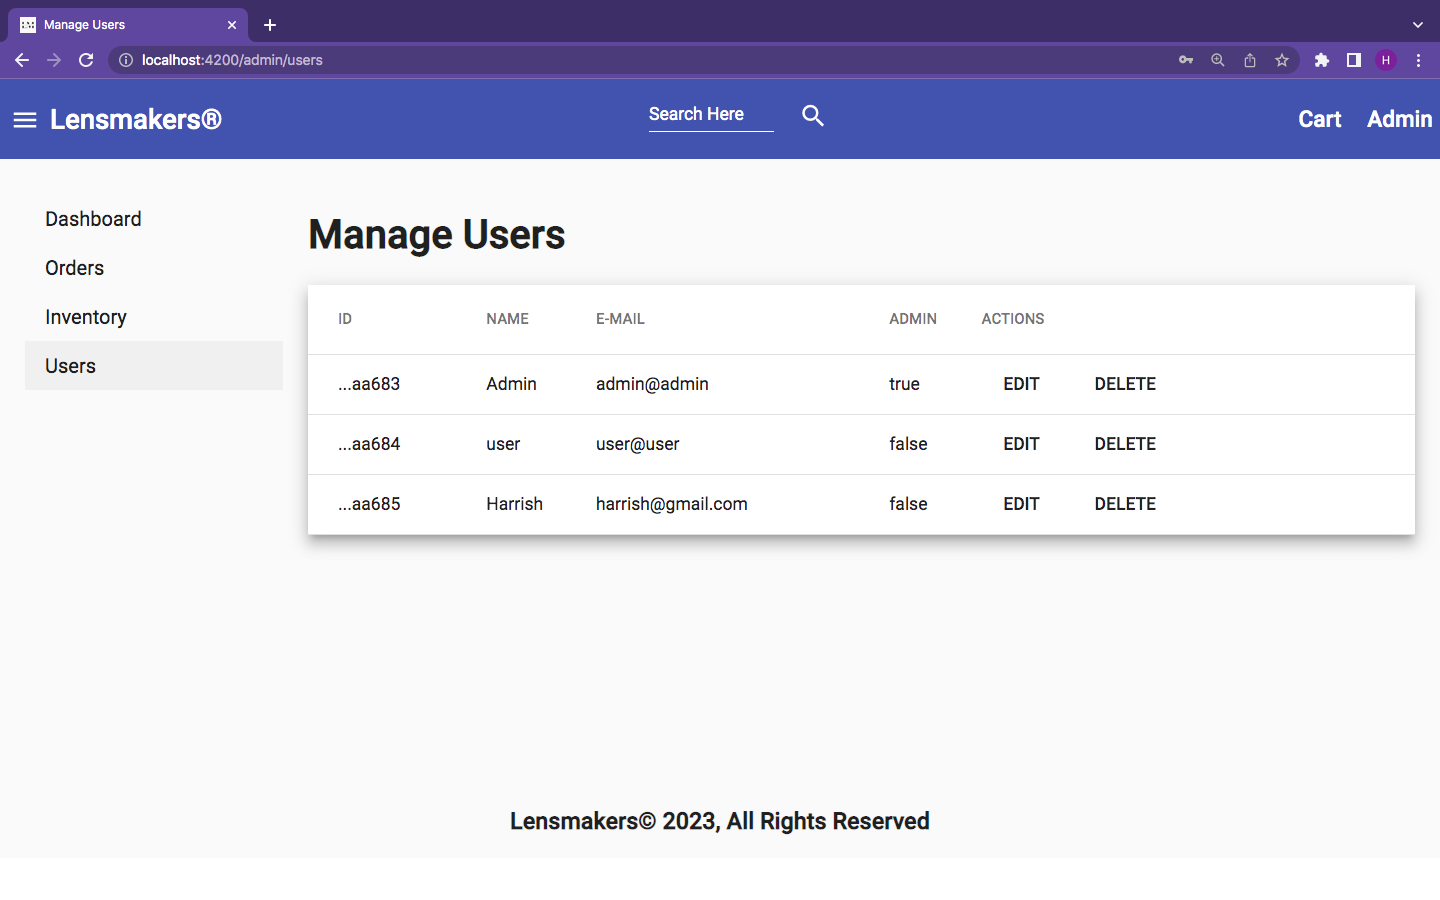 Manage Users
localhost:4200/admin/users
H
Lensmakers®
Search Here
Cart Admin
Dashboard
Orders
Inventory
Users
Manage Users
ID NAME E-MAIL ADMIN ACTIONS
...aa683 Admin admin@admin true EDIT DELETE
...aa684 user user@user false EDIT DELETE
...aa685 Harrish harrish@gmail.com false EDIT DELETE
Lensmakers© 2023, All Rights Reserved